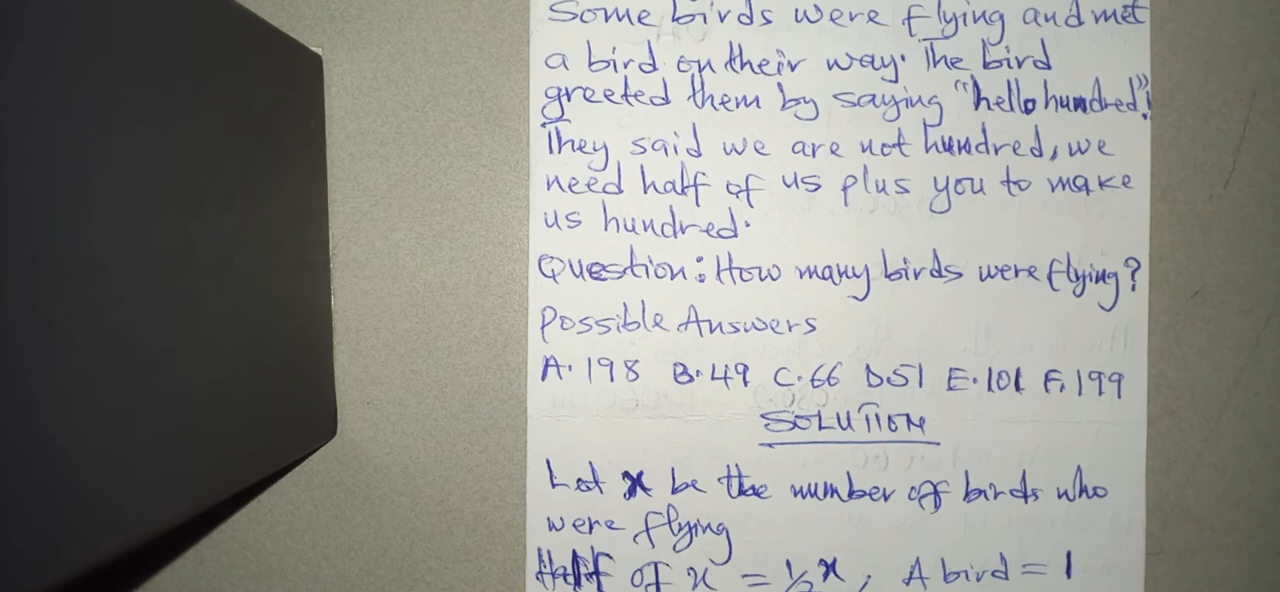 Some birds were flying and met
a bird on their way. The bird
greeted them by saying "hello hundred"!
They said we are not hundred, we
need half of us plus you to make
us hundred.
Question: How many birds were flying?
Possible Answers
A. 198 B. 49 C. 66 D. 51 E. 101 F. 199
SOLUTION
Let x be the number of birds who
were flying
Half of x = ½x, A bird = 1